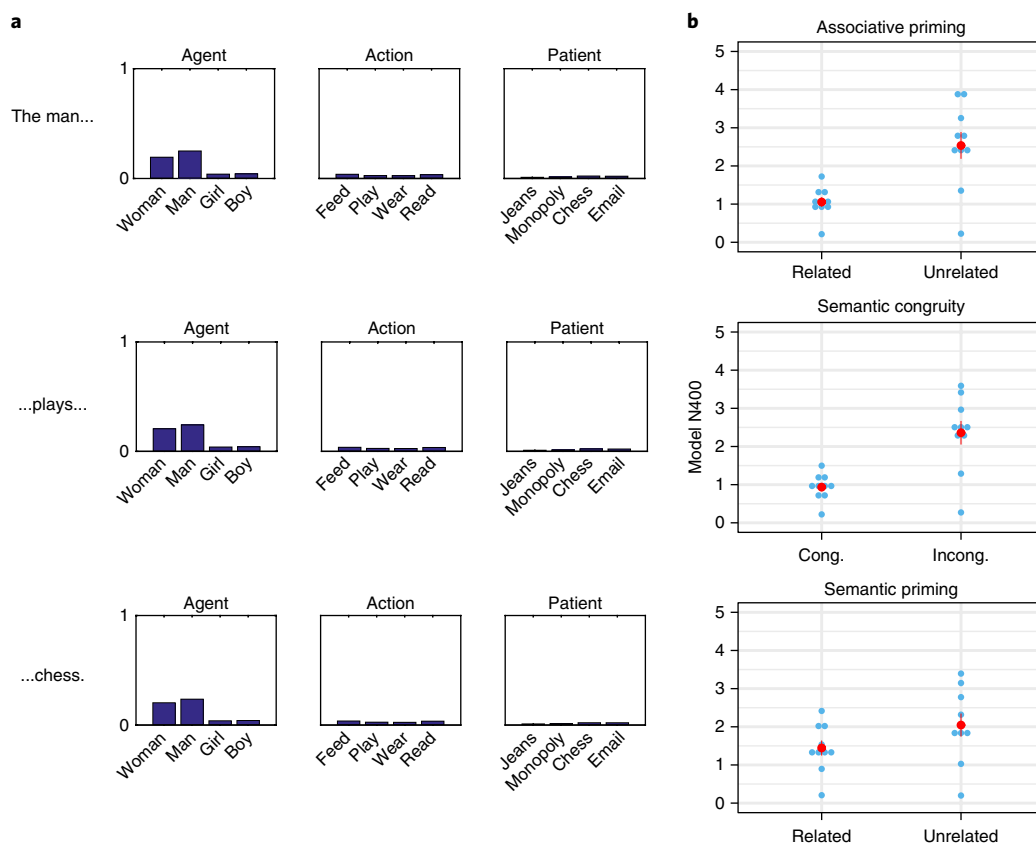 a
Agent
Action
Patient
1
The man...
0
Woman
Man
Girl
Boy
Feed
Play
Wear
Read
Jeans
Monopoly
Chess
Email
Agent
Action
Patient
1
...plays...
0
Woman
Man
Girl
Boy
Feed
Play
Wear
Read
Jeans
Monopoly
Chess
Email
Agent
Action
Patient
1
...chess.
0
Woman
Man
Girl
Boy
Feed
Play
Wear
Read
Jeans
Monopoly
Chess
Email
b
Associative priming
5
4
3
2
1
0
Related
Unrelated
Semantic congruity
Model N400
5
4
3
2
1
0
Cong.
Incong.
Semantic priming
5
4
3
2
1
0
Related
Unrelated